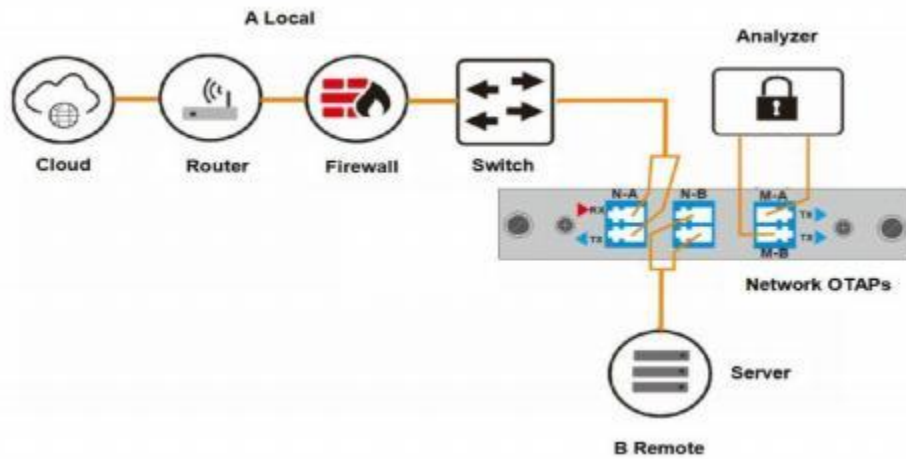 A Local
Analyzer
Cloud
Router
Firewall
Switch
N-A
N-B
M-A
RX
TX
TX
TX
M-B
Network OTAPs
Server
B Remote